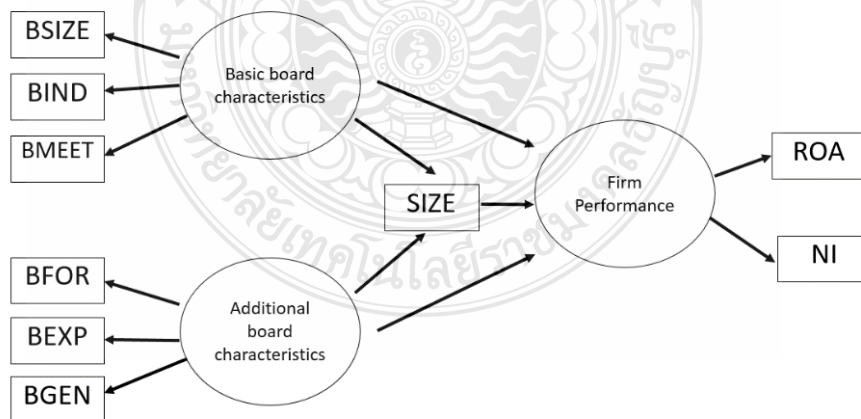 BSIZE
BIND
BMEET
Basic board
characteristics
SIZE
Firm
Performance
ROA
NI
BFOR
BEXP
BGEN
Additional
board
characteristics